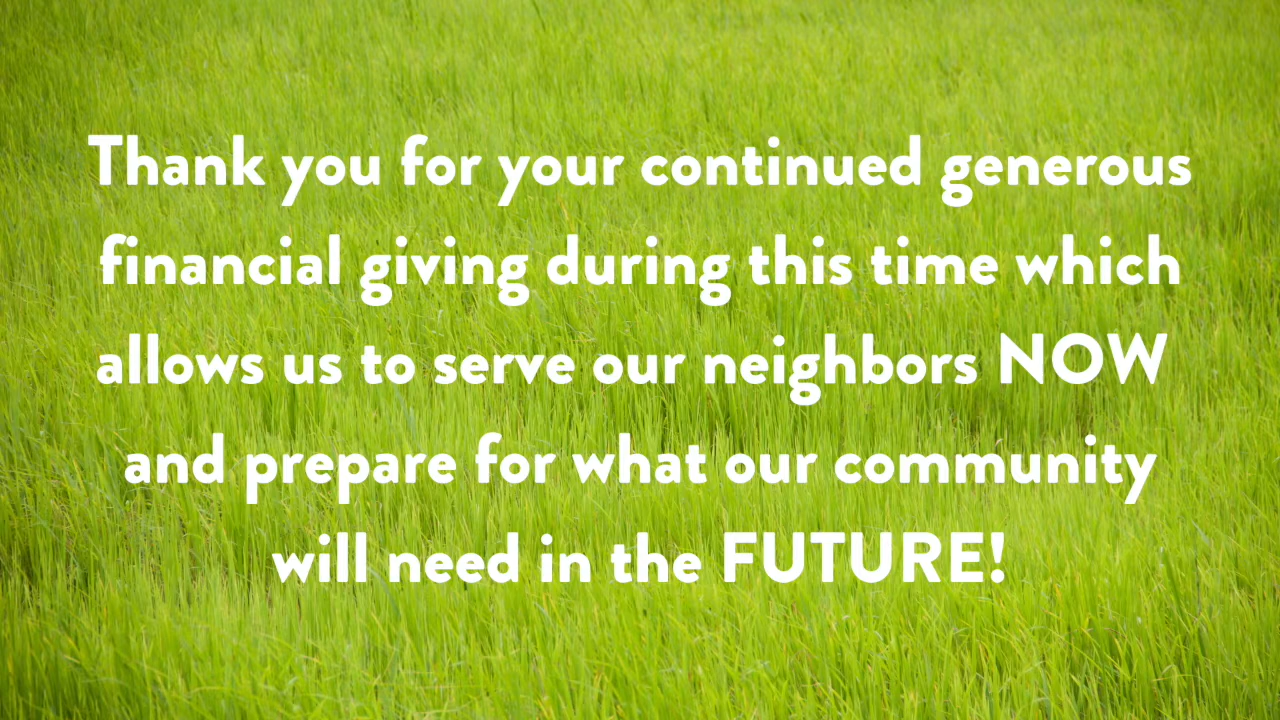 Thank you for your continued generous
financial giving during this time which
allows us to serve our neighbors NOW
and prepare for what our community
will need in the FUTURE!